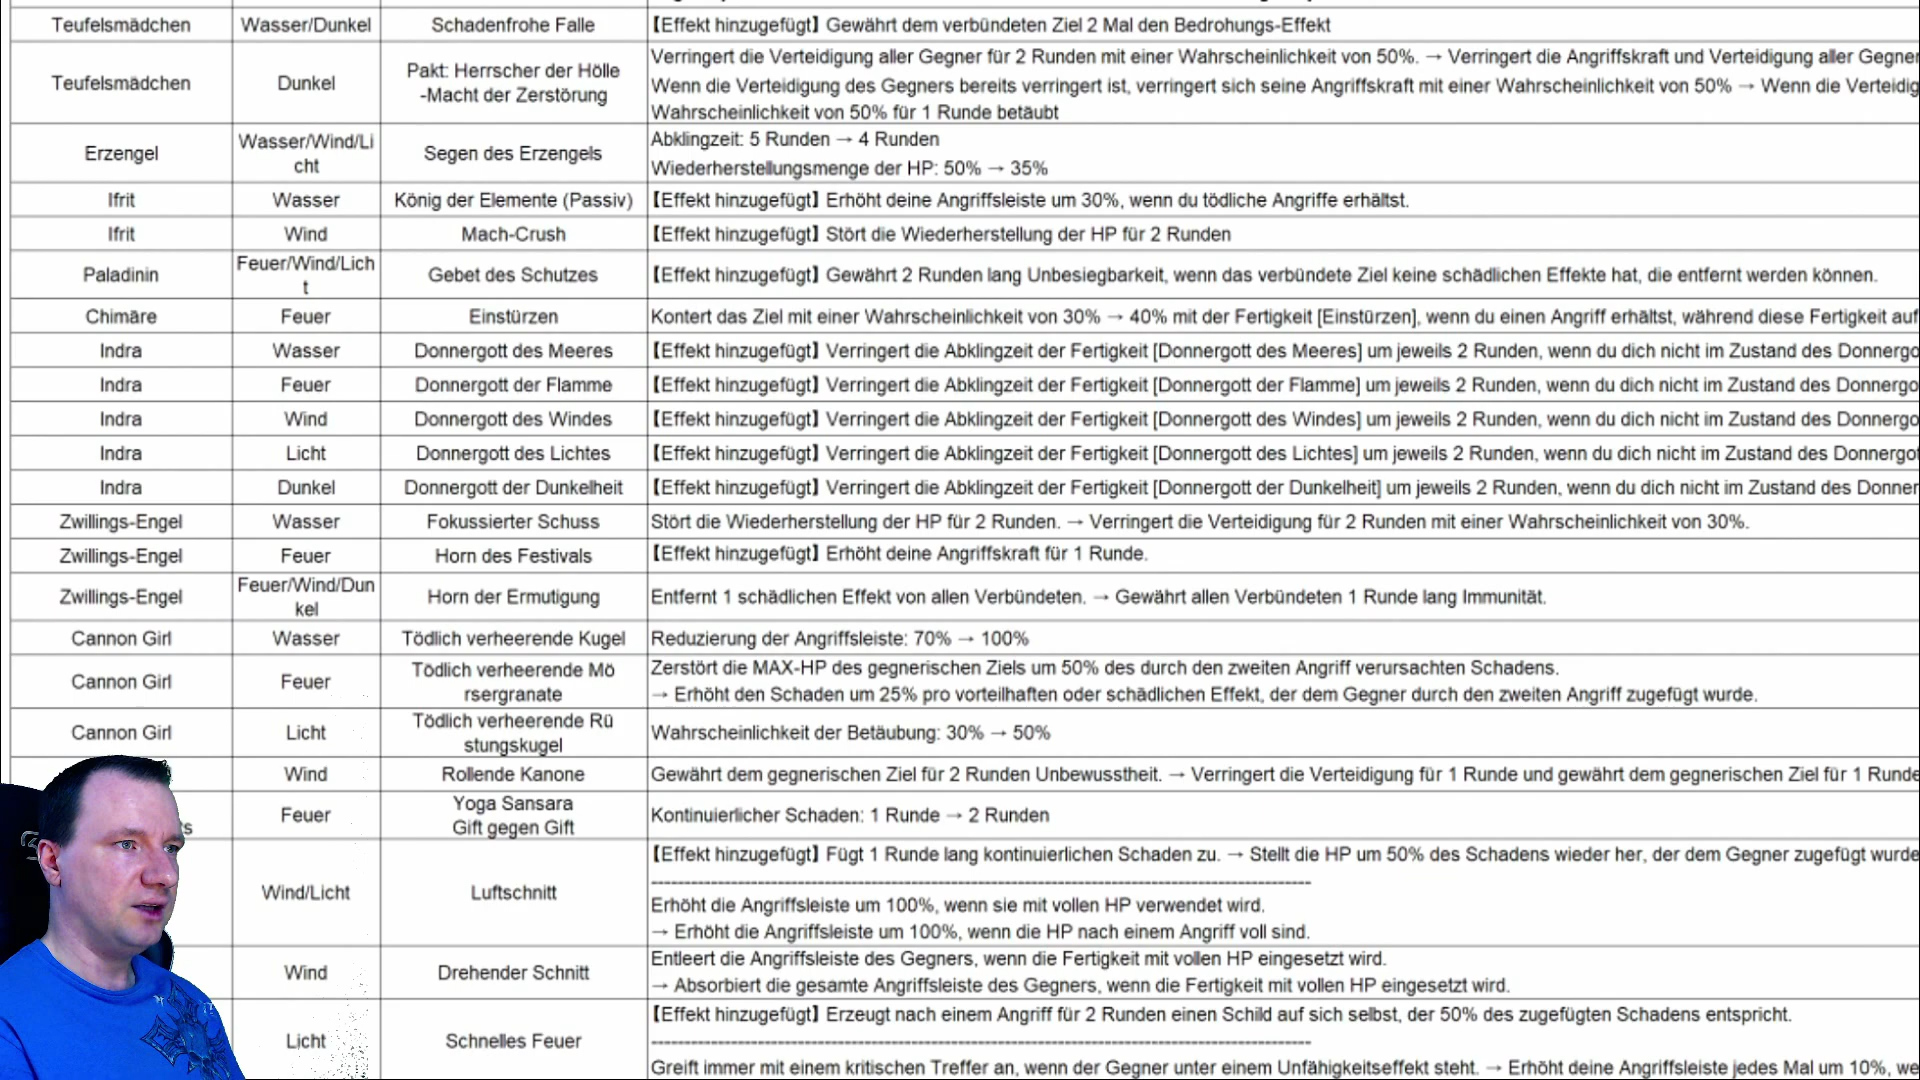 Teufelsmädchen Wasser/Dunkel Schadenfrohe Falle 【Effekt hinzugefügt】 Gewährt dem verbündeten Ziel 2 Mal den Bedrohungs-Effekt
Teufelsmädchen Dunkel Pakt: Herrscher der Hölle
-Macht der Zerstörung
Verringert die Verteidigung aller Gegner für 2 Runden mit einer Wahrscheinlichkeit von 50%. → Verringert die Angriffskraft und Verteidigung aller Gegner
Wenn die Verteidigung des Gegners bereits verringert ist, verringert sich seine Angriffskraft mit einer Wahrscheinlichkeit von 50% → Wenn die Verteidig
Wahrscheinlichkeit von 50% für 1 Runde betäubt
Erzengel Wasser/Wind/Li
cht
Segen des Erzengels
Abklingzeit: 5 Runden → 4 Runden
Wiederherstellungsmenge der HP: 50% → 35%
Ifrit Wasser König der Elemente (Passiv) 【Effekt hinzugefügt】 Erhöht deine Angriffsleiste um 30%, wenn du tödliche Angriffe erhältst.
Ifrit Wind Mach-Crush 【Effekt hinzugefügt】 Stört die Wiederherstellung der HP für 2 Runden
Paladinin Feuer/Wind/Lich
t
Gebet des Schutzes 【Effekt hinzugefügt】 Gewährt 2 Runden lang Unbesiegbarkeit, wenn das verbündete Ziel keine schädlichen Effekte hat, die entfernt werden können.
Chimäre Feuer Einstürzen Kontert das Ziel mit einer Wahrscheinlichkeit von 30% → 40% mit der Fertigkeit [Einstürzen], wenn du einen Angriff erhältst, während diese Fertigkeit auf
Indra Wasser Donnergott des Meeres 【Effekt hinzugefügt】 Verringert die Abklingzeit der Fertigkeit [Donnergott des Meeres] um jeweils 2 Runden, wenn du dich nicht im Zustand des Donnergo
Indra Feuer Donnergott der Flamme 【Effekt hinzugefügt】 Verringert die Abklingzeit der Fertigkeit [Donnergott der Flamme] um jeweils 2 Runden, wenn du dich nicht im Zustand des Donnergo
Indra Wind Donnergott des Windes 【Effekt hinzugefügt】 Verringert die Abklingzeit der Fertigkeit [Donnergott des Windes] um jeweils 2 Runden, wenn du dich nicht im Zustand des Donnergo
Indra Licht Donnergott des Lichtes 【Effekt hinzugefügt】 Verringert die Abklingzeit der Fertigkeit [Donnergott des Lichtes] um jeweils 2 Runden, wenn du dich nicht im Zustand des Donnergot
Indra Dunkel Donnergott der Dunkelheit 【Effekt hinzugefügt】 Verringert die Abklingzeit der Fertigkeit [Donnergott der Dunkelheit] um jeweils 2 Runden, wenn du dich nicht im Zustand des Donner
Zwillings-Engel Wasser Fokussierter Schuss Stört die Wiederherstellung der HP für 2 Runden. → Verringert die Verteidigung für 2 Runden mit einer Wahrscheinlichkeit von 30%.
Zwillings-Engel Feuer Horn des Festivals 【Effekt hinzugefügt】 Erhöht deine Angriffskraft für 1 Runde.
Zwillings-Engel Feuer/Wind/Dun
kel
Horn der Ermutigung Entfernt 1 schädlichen Effekt von allen Verbündeten. → Gewährt allen Verbündeten 1 Runde lang Immunität.
Cannon Girl Wasser Tödlich verheerende Kugel Reduzierung der Angriffsleiste: 70% → 100%
Cannon Girl Feuer Tödlich verheerende Mö
rsergranate
Zerstört die MAX-HP des gegnerischen Ziels um 50% des durch den zweiten Angriff verursachten Schadens.
→ Erhöht den Schaden um 25% pro vorteilhaften oder schädlichen Effekt, der dem Gegner durch den zweiten Angriff zugefügt wurde.
Cannon Girl Licht Tödlich verheerende Rü
stungskugel
Wahrscheinlichkeit der Betäubung: 30% → 50%
Wind Rollende Kanone Gewährt dem gegnerischen Ziel für 2 Runden Unbewusstheit. → Verringert die Verteidigung für 1 Runde und gewährt dem gegnerischen Ziel für 1 Runde
Feuer Yoga Sansara
Gift gegen Gift
Kontinuierlicher Schaden: 1 Runde → 2 Runden
Wind/Licht Luftschnitt
【Effekt hinzugefügt】 Fügt 1 Runde lang kontinuierlichen Schaden zu. → Stellt die HP um 50% des Schadens wieder her, der dem Gegner zugefügt wurde
Erhöht die Angriffsleiste um 100%, wenn sie mit vollen HP verwendet wird.
→ Erhöht die Angriffsleiste um 100%, wenn die HP nach einem Angriff voll sind.
Wind Drehender Schnitt
Entleert die Angriffsleiste des Gegners, wenn die Fertigkeit mit vollen HP eingesetzt wird.
→ Absorbiert die gesamte Angriffsleiste des Gegners, wenn die Fertigkeit mit vollen HP eingesetzt wird.
Licht Schnelles Feuer
【Effekt hinzugefügt】 Erzeugt nach einem Angriff für 2 Runden einen Schild auf sich selbst, der 50% des zugefügten Schadens entspricht.
Greift immer mit einem kritischen Treffer an, wenn der Gegner unter einem Unfähigkeitseffekt steht. → Erhöht deine Angriffsleiste jedes Mal um 10%, we